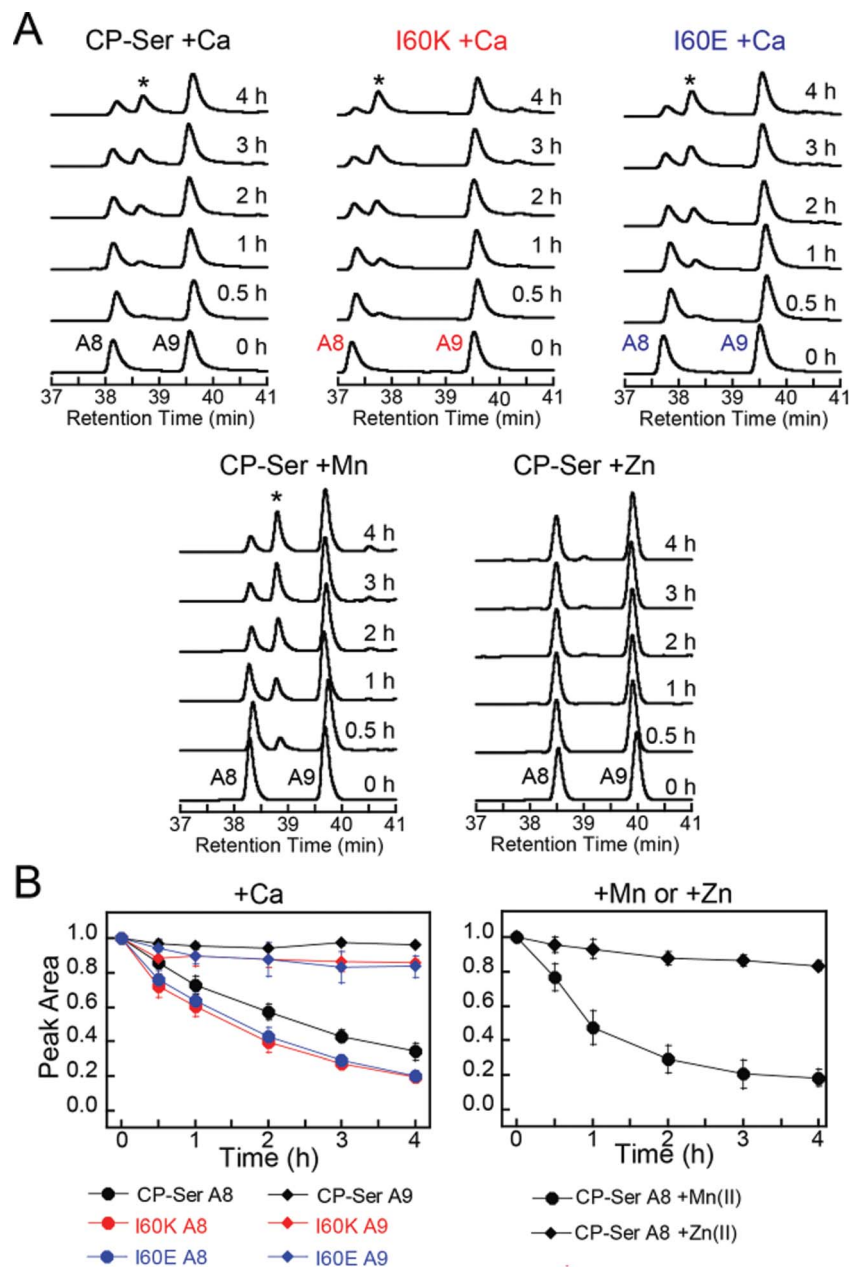 A
CP-Ser +Ca
I60K +Ca
I60E +Ca
*
4 h
3 h
2 h
1 h
0.5 h
A8 A9 0 h
37 38 39 40 41
Retention Time (min)
*
4 h
3 h
2 h
1 h
0.5 h
A8 A9 0 h
37 38 39 40 41
Retention Time (min)
*
4 h
3 h
2 h
1 h
0.5 h
A8 A9 0 h
37 38 39 40 41
Retention Time (min)
CP-Ser +Mn
*
4 h
3 h
2 h
1 h
0.5 h
A8 A9 0 h
37 38 39 40 41
Retention Time (min)
CP-Ser +Zn
4 h
3 h
2 h
1 h
0.5 h
A8 A9 0 h
37 38 39 40 41
Retention Time (min)
B
+Ca
Peak Area
1.0
0.8
0.6
0.4
0.2
0.0
0 1 2 3 4
Time (h)
CP-Ser A8 CP-Ser A9
I60K A8 I60K A9
I60E A8 I60E A9
+Mn or +Zn
1.0
0.8
0.6
0.4
0.2
0.0
0 1 2 3 4
Time (h)
CP-Ser A8 +Mn(II)
CP-Ser A8 +Zn(II)